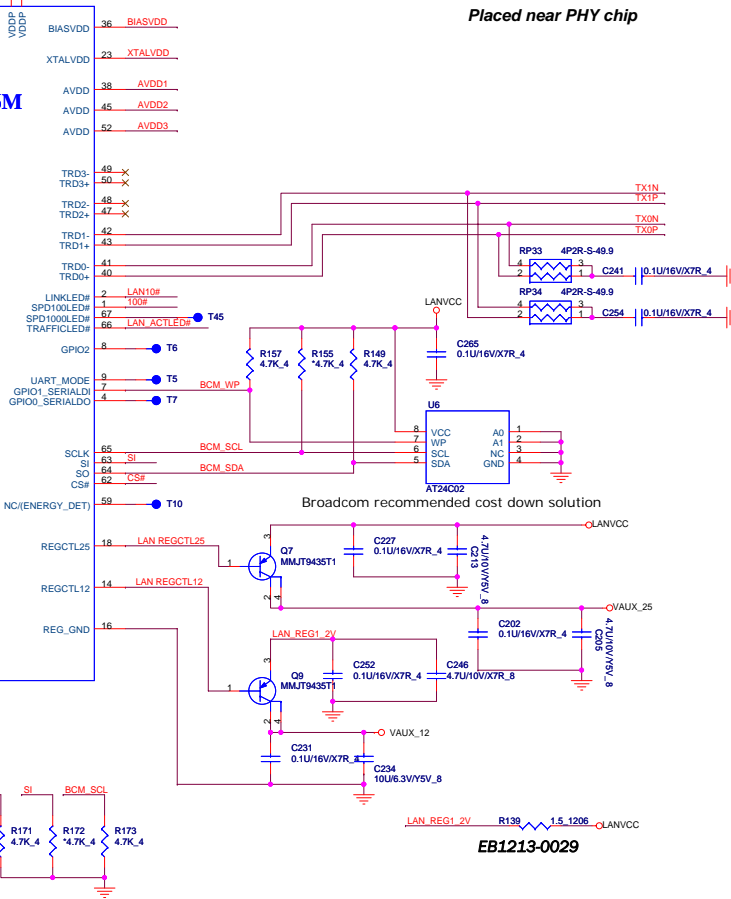 VDDP
VDDP
Placed near PHY chip
BIASVDD 36 BIASVDD
XTALVDD 23 XTALVDD
AVDD 38 AVDD1
AVDD 45 AVDD2
AVDD 52 AVDD3
TRD3- 49
TRD3+ 50
TRD2- 48
TRD2+ 47
TRD1- 42
TRD1+ 43
TRD0- 41
TRD0+ 40
TX1N
TX1P
TX0N
TX0P
RP33 4P2R-S-49.9
4 3
2 1
C241 0.1U/16V/X7R_4
RP34 4P2R-S-49.9
4 3
2 1
C254 0.1U/16V/X7R_4
LINKLED# 2 LAN10#
SPD100LED# 1 100#
SPD1000LED# 67 T45
TRAFFICLED# 66 LAN_ACTLED#
GPIO2 8 T6
UART_MODE 9 T5
GPIO1_SERIALDI 7 BCM_WP
GPIO0_SERIALDO 4 T7
LANVCC
R157
4.7K_4
R155
*4.7K_4
R149
4.7K_4
C265
0.1U/16V/X7R_4
U6
8 VCC A0 1
7 WP A1 2
6 SCL NC 3
5 SDA GND 4
AT24C02
SCLK 65 BCM_SCL
SI 63 SI
SO 64 BCM_SDA
CS# 62 CS#
NC/(ENERGY_DET) 59 T10
Broadcom recommended cost down solution
REGCTL25 18 LAN REGCTL25
REGCTL12 14 LAN REGCTL12
REG_GND 16
LANVCC
3
1
2 4
Q7
MMJT9435T1
C227
0.1U/16V/X7R_4
4.7U/10V/Y5V_8
C213
VAUX_25
C202
0.1U/16V/X7R_4
4.7U/10V/Y5V_8
C205
LAN_REG1_2V
3
1
2 4
Q9
MMJT9435T1
C252
0.1U/16V/X7R_4
C246
4.7U/10V/X7R_8
VAUX_12
C231
0.1U/16V/X7R_4
C234
10U/6.3V/Y5V_8
SI BCM_SCL
R171
4.7K_4
R172
*4.7K_4
R173
4.7K_4
LAN_REG1_2V R139 1.5_1206 LANVCC
EB1213-0029